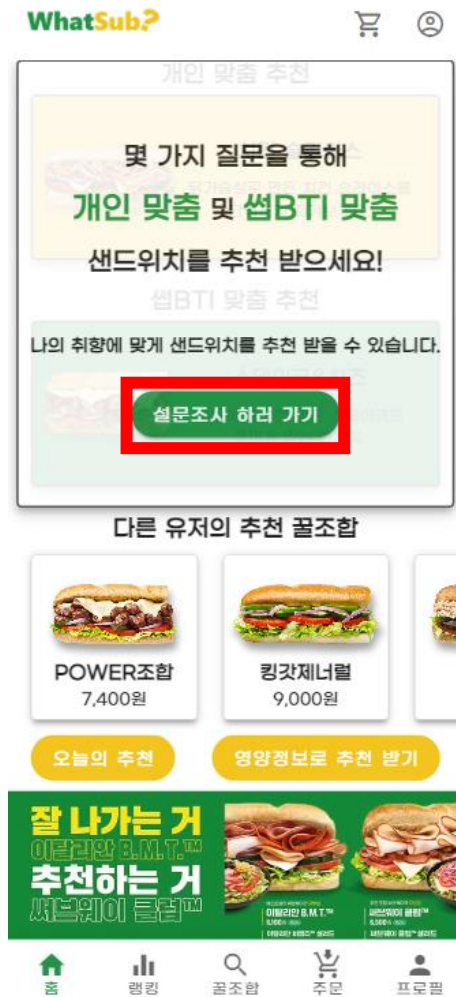 WhatSub?
개인 맞춤 추천
몇 가지 질문을 통해
개인 맞춤 및 썹BTI 맞춤
샌드위치를 추천 받으세요!
썹BTI 맞춤 추천
나의 취향에 맞게 샌드위치를 추천 받을 수 있습니다.
설문조사 하러 가기
다른 유저의 추천 꿀조합
POWER조합
킹갓제너럴
7,400원
9,000원
오늘의 추천
영양정보로 추천 받기
잘 나가는 거
이탈리안 B.M.T.™
추천하는 거
써브웨이 클럽™
이탈리안 B.M.T.™
써브웨이 클럽™
홈
랭킹
꿀조합
주문
프로필